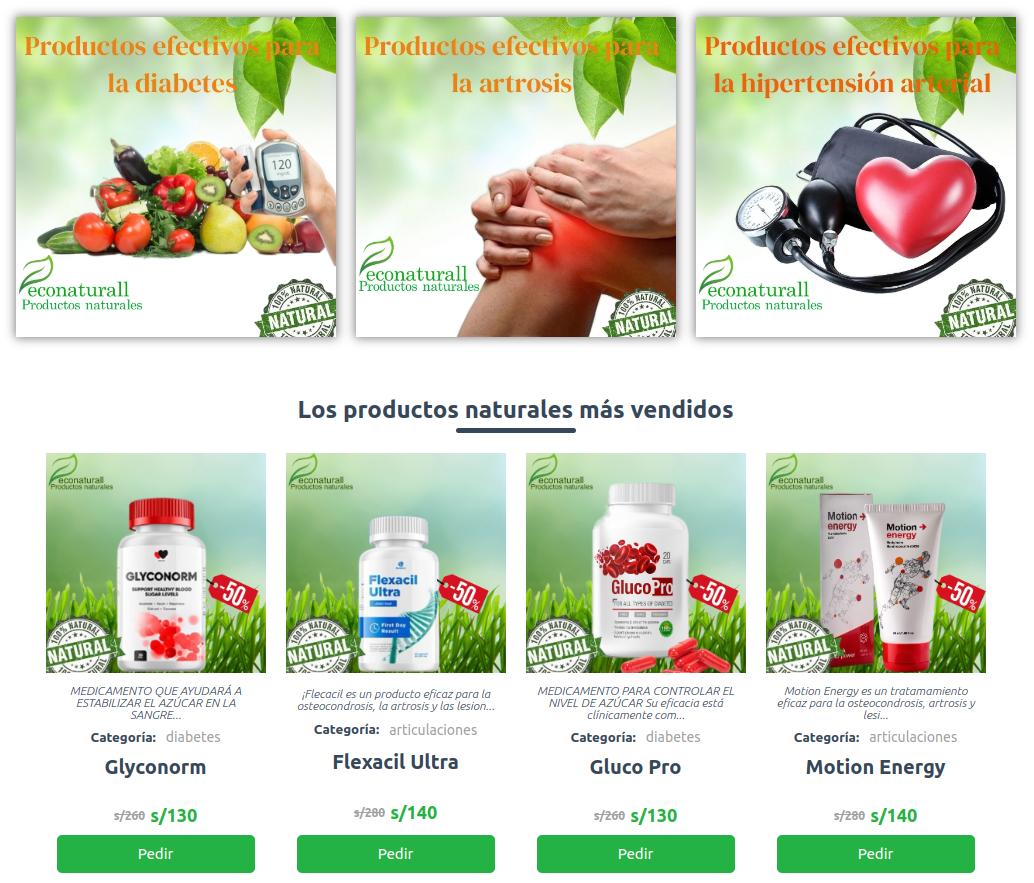 Productos efectivos para
la diabetes
120
econaturall
Productos naturales
100% NATURAL
NATURAL
Productos efectivos para
la artrosis
econaturall
Productos naturales
100% NATURAL
NATURAL
Productos efectivos para
la hipertensión arterial
econaturall
Productos naturales
100% NATURAL
NATURAL
Los productos naturales más vendidos
econaturall
Productos naturales
GLYCONORM
SUPPORT HEALTHY BLOOD
SUGAR LEVELS
-50%
100% NATURAL
NATURAL
MEDICAMENTO QUE AYUDARÁ A
ESTABILIZAR EL AZÚCAR EN LA
SANGRE...
Categoría: diabetes
Glyconorm
s/260 s/130
Pedir
econaturall
Productos naturales
Flexacil
Ultra
First Day
Result
-50%
100% NATURAL
NATURAL
¡Flecacil es un producto eficaz para la
osteocondrosis, la artrosis y las lesion...
Categoría: articulaciones
Flexacil Ultra
s/280 s/140
Pedir
econaturall
Productos naturales
20
GlucoPro
FOR ALL TYPES OF DIABETES
-50%
100% NATURAL
NATURAL
MEDICAMENTO PARA CONTROLAR EL
NIVEL DE AZÚCAR Su eficacia está
clínicamente com...
Categoría: diabetes
Gluco Pro
s/260 s/130
Pedir
econaturall
Productos naturales
Motion
energy
Motion
energy
-50%
100% NATURAL
NATURAL
Motion Energy es un tratamamiento
eficaz para la osteocondrosis, artrosis y
lesi...
Categoría: articulaciones
Motion Energy
s/280 s/140
Pedir